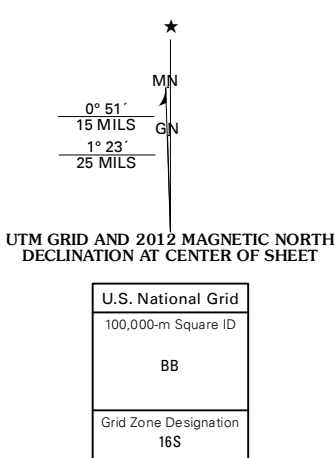 MN
0° 51´
15 MILS
GN
1° 23´
25 MILS
UTM GRID AND 2012 MAGNETIC NORTH
DECLINATION AT CENTER OF SHEET
U.S. National Grid
100,000-m Square ID
BB
Grid Zone Designation
16S